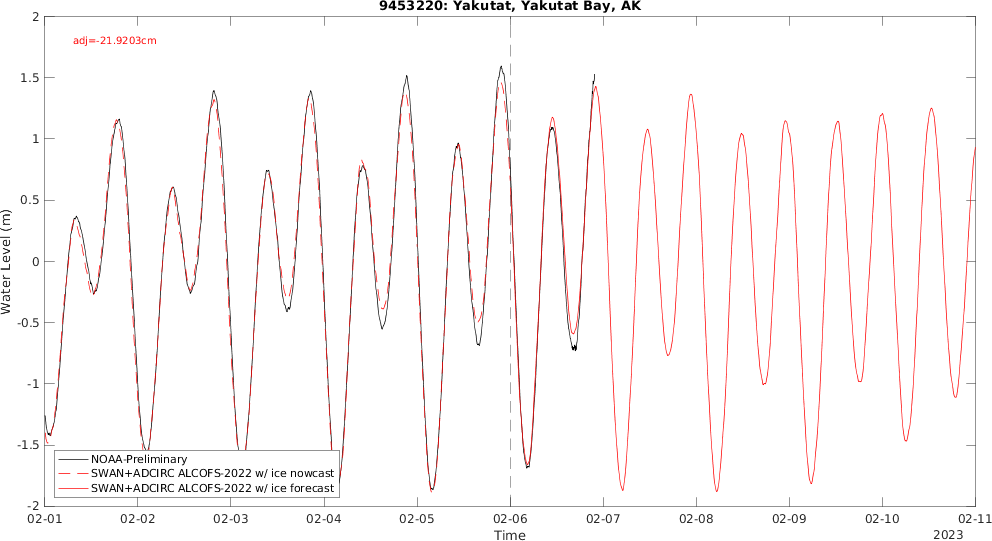 9453220: Yakutat, Yakutat Bay, AK
adj=-21.9203cm
Water Level (m)
2
1.5
1
0.5
0
-0.5
-1
-1.5
-2
NOAA-Preliminary
SWAN+ADCIRC ALCOFS-2022 w/ ice nowcast
SWAN+ADCIRC ALCOFS-2022 w/ ice forecast
02-01 02-02 02-03 02-04 02-05 02-06 02-07 02-08 02-09 02-10 02-11
Time
2023